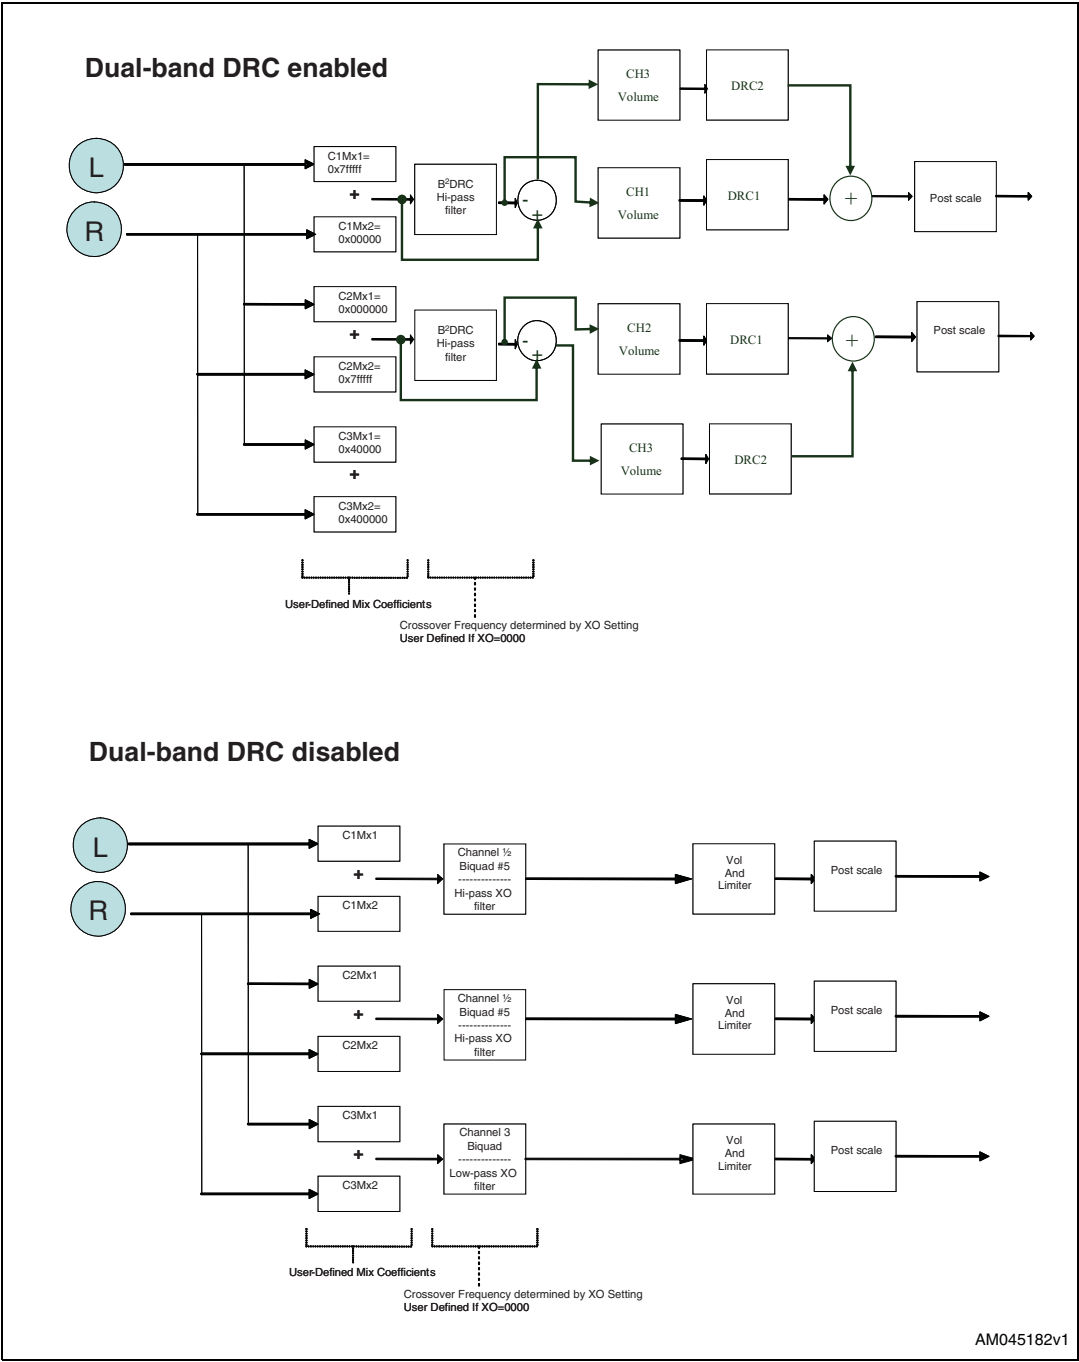 Dual-band DRC enabled
CH3
Volume
DRC2
L
C1Mx1=
0x7fffff
+
B²DRC
Hi-pass
filter
-
+
CH1
Volume
DRC1
+
Post scale
R
C1Mx2=
0x00000
C2Mx1=
0x000000
+
B²DRC
Hi-pass
filter
-
+
CH2
Volume
DRC1
+
Post scale
C2Mx2=
0x7fffff
C3Mx1=
0x40000
+
CH3
Volume
DRC2
C3Mx2=
0x400000
User-Defined Mix Coefficients
Crossover Frequency determined by XO Setting
User Defined If XO=0000
Dual-band DRC disabled
L
C1Mx1
+
Channel ½
Biquad #5
---------------
Hi-pass XO
filter
Vol
And
Limiter
Post scale
R
C1Mx2
C2Mx1
+
Channel ½
Biquad #5
---------------
Hi-pass XO
filter
Vol
And
Limiter
Post scale
C2Mx2
C3Mx1
+
Channel 3
Biquad
---------------
Low-pass XO
filter
Vol
And
Limiter
Post scale
C3Mx2
User-Defined Mix Coefficients
Crossover Frequency determined by XO Setting
User Defined If XO=0000
AM045182v1